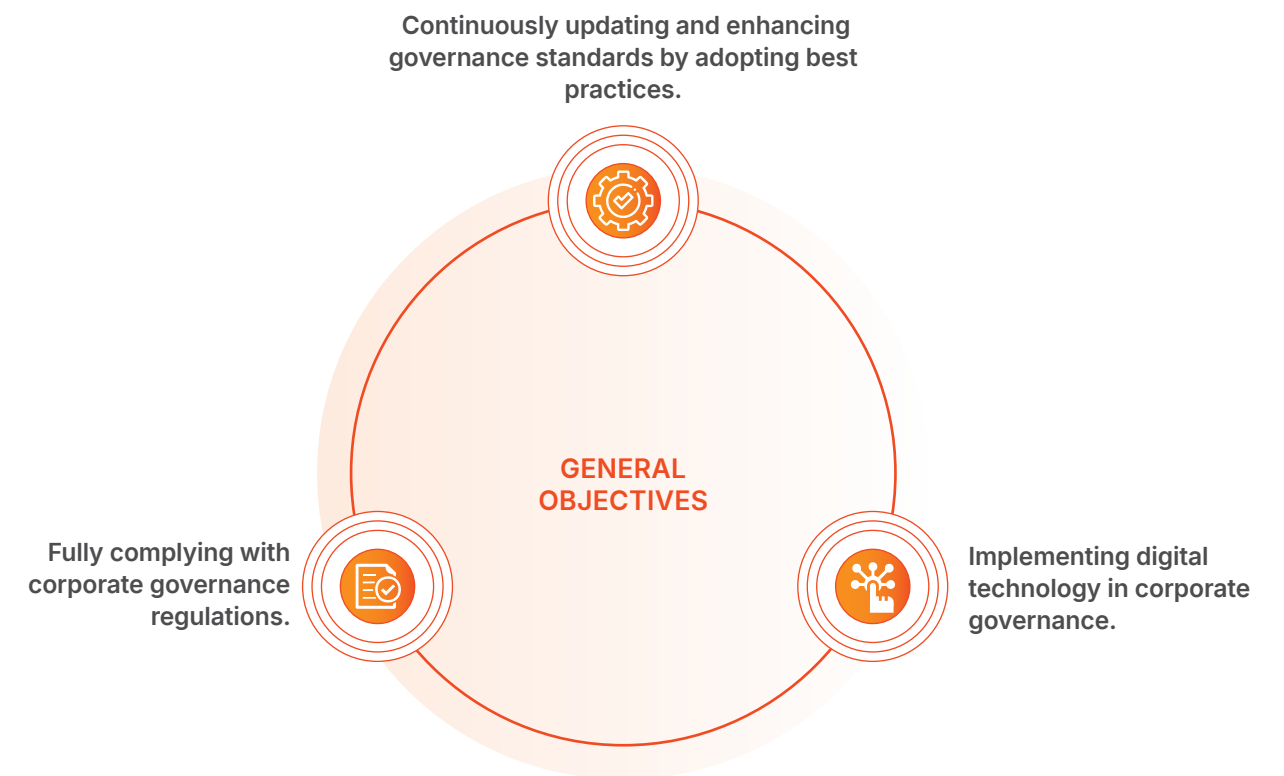 Continuously updating and enhancing
governance standards by adopting best
practices.
GENERAL
OBJECTIVES
Fully complying with
corporate governance
regulations.
Implementing digital
technology in corporate
governance.